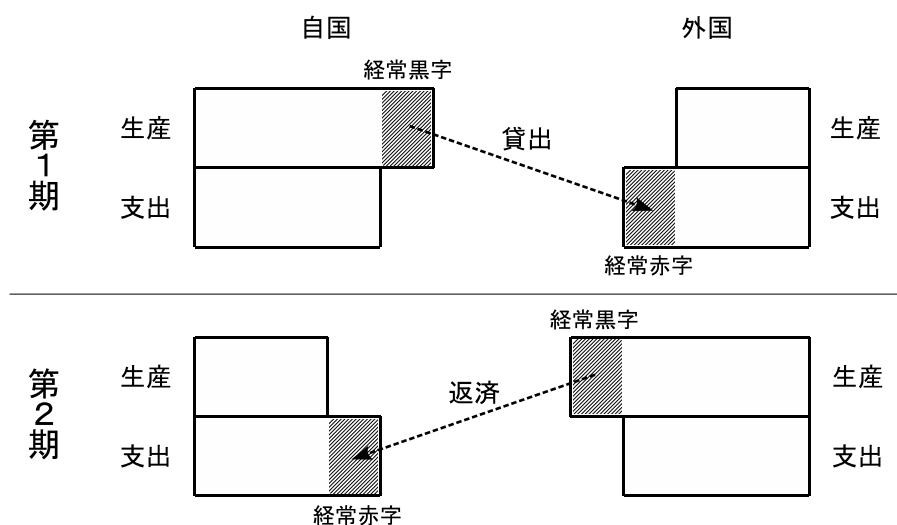 自国
外国
経常黒字
第1期
生産
貸出
生産
支出
支出
経常赤字
経常黒字
第2期
生産
返済
生産
支出
支出
経常赤字